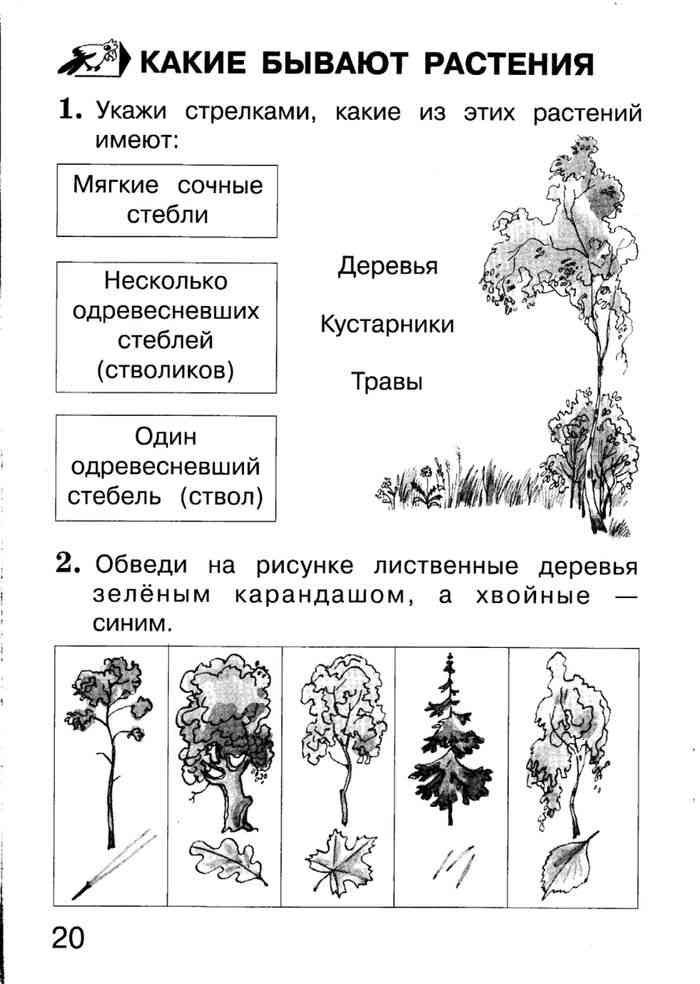 КАКИЕ БЫВАЮТ РАСТЕНИЯ
1. Укажи стрелками, какие из этих растений
имеют:
Мягкие сочные
стебли
Несколько
одревесневших
стеблей
(стволиков)
Один
одревесневший
стебель (ствол)
Деревья
Кустарники
Травы
2. Обведи на рисунке лиственные деревья
зелёным карандашом, а хвойные —
синим.
20